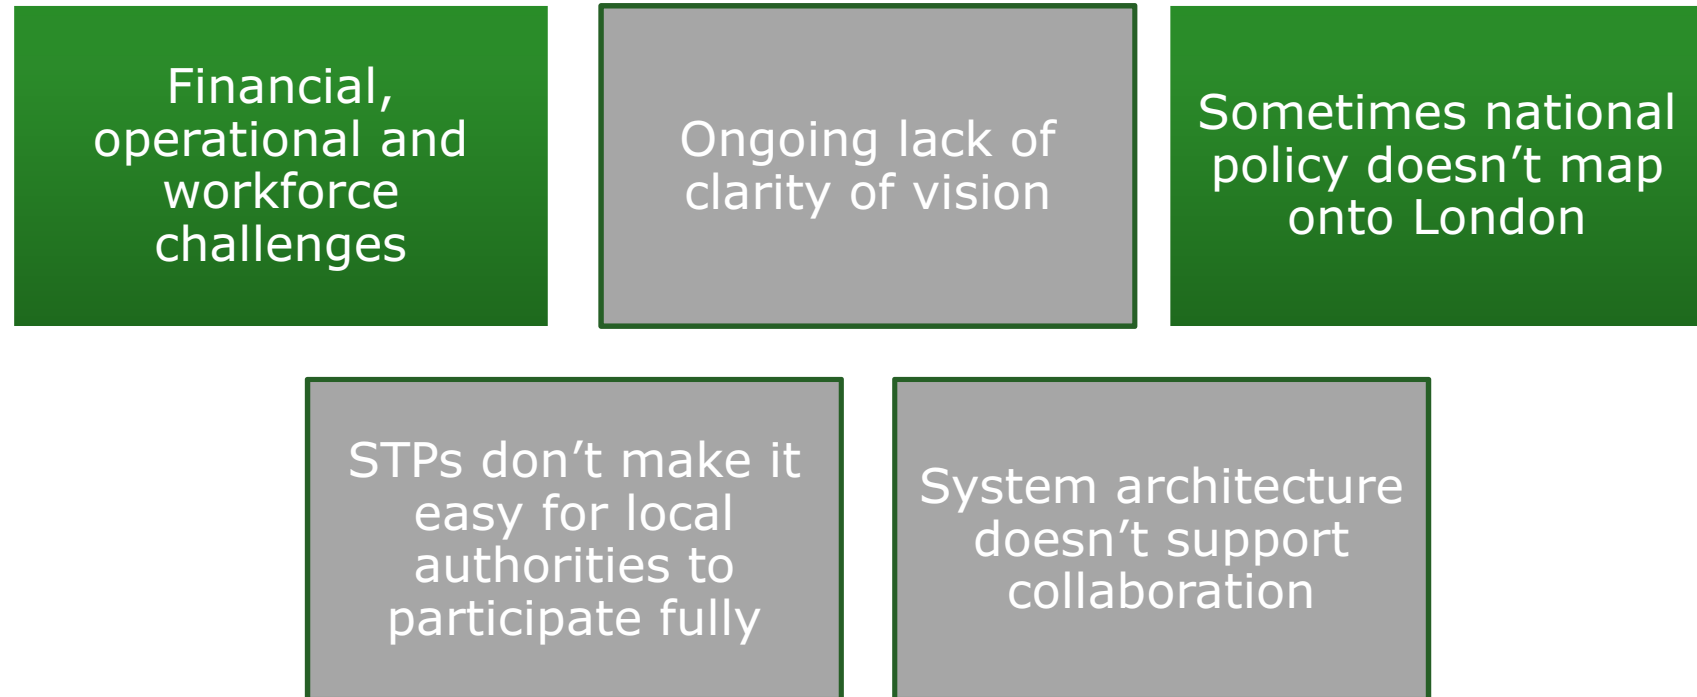 Financial,
operational and
workforce
challenges
Ongoing lack of
clarity of vision
Sometimes national
policy doesn’t map
onto London
STPs don’t make it
easy for local
authorities to
participate fully
System architecture
doesn’t support
collaboration